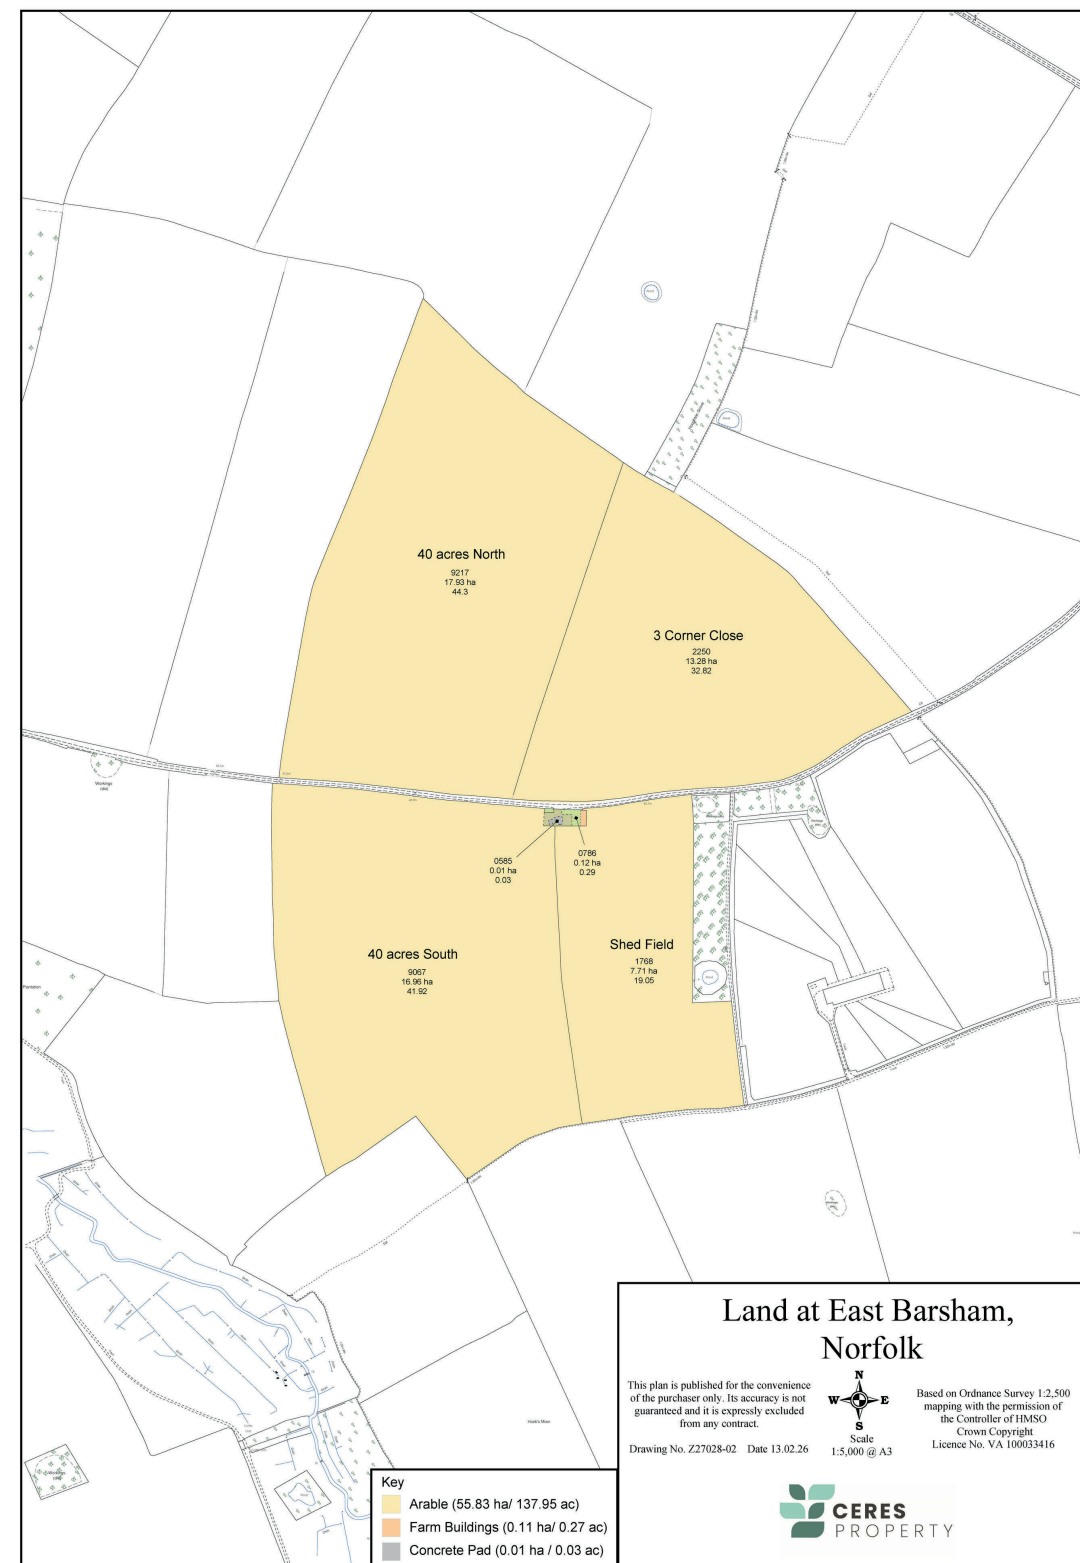 40 acres North
9217
17.93 ha
44.3
3 Corner Close
2250
13.28 ha
32.82
0585
0.01 ha
0.03
0786
0.12 ha
0.29
40 acres South
9067
16.96 ha
41.92
Shed Field
1768
7.71 ha
19.05
Workings
Plantation
Hawk's Moor
Key
Arable (55.83 ha/ 137.95 ac)
Farm Buildings (0.11 ha/ 0.27 ac)
Concrete Pad (0.01 ha / 0.03 ac)
Land at East Barsham,
Norfolk
This plan is published for the convenience
of the purchaser only. Its accuracy is not
guaranteed and it is expressly excluded
from any contract.
Drawing No. Z27028-02 Date 13.02.26
N
W E
S
Scale
1:5,000 @ A3
Based on Ordnance Survey 1:2,500
mapping with the permission of
the Controller of HMSO
Crown Copyright
Licence No. VA 100033416
CERES
PROPERTY